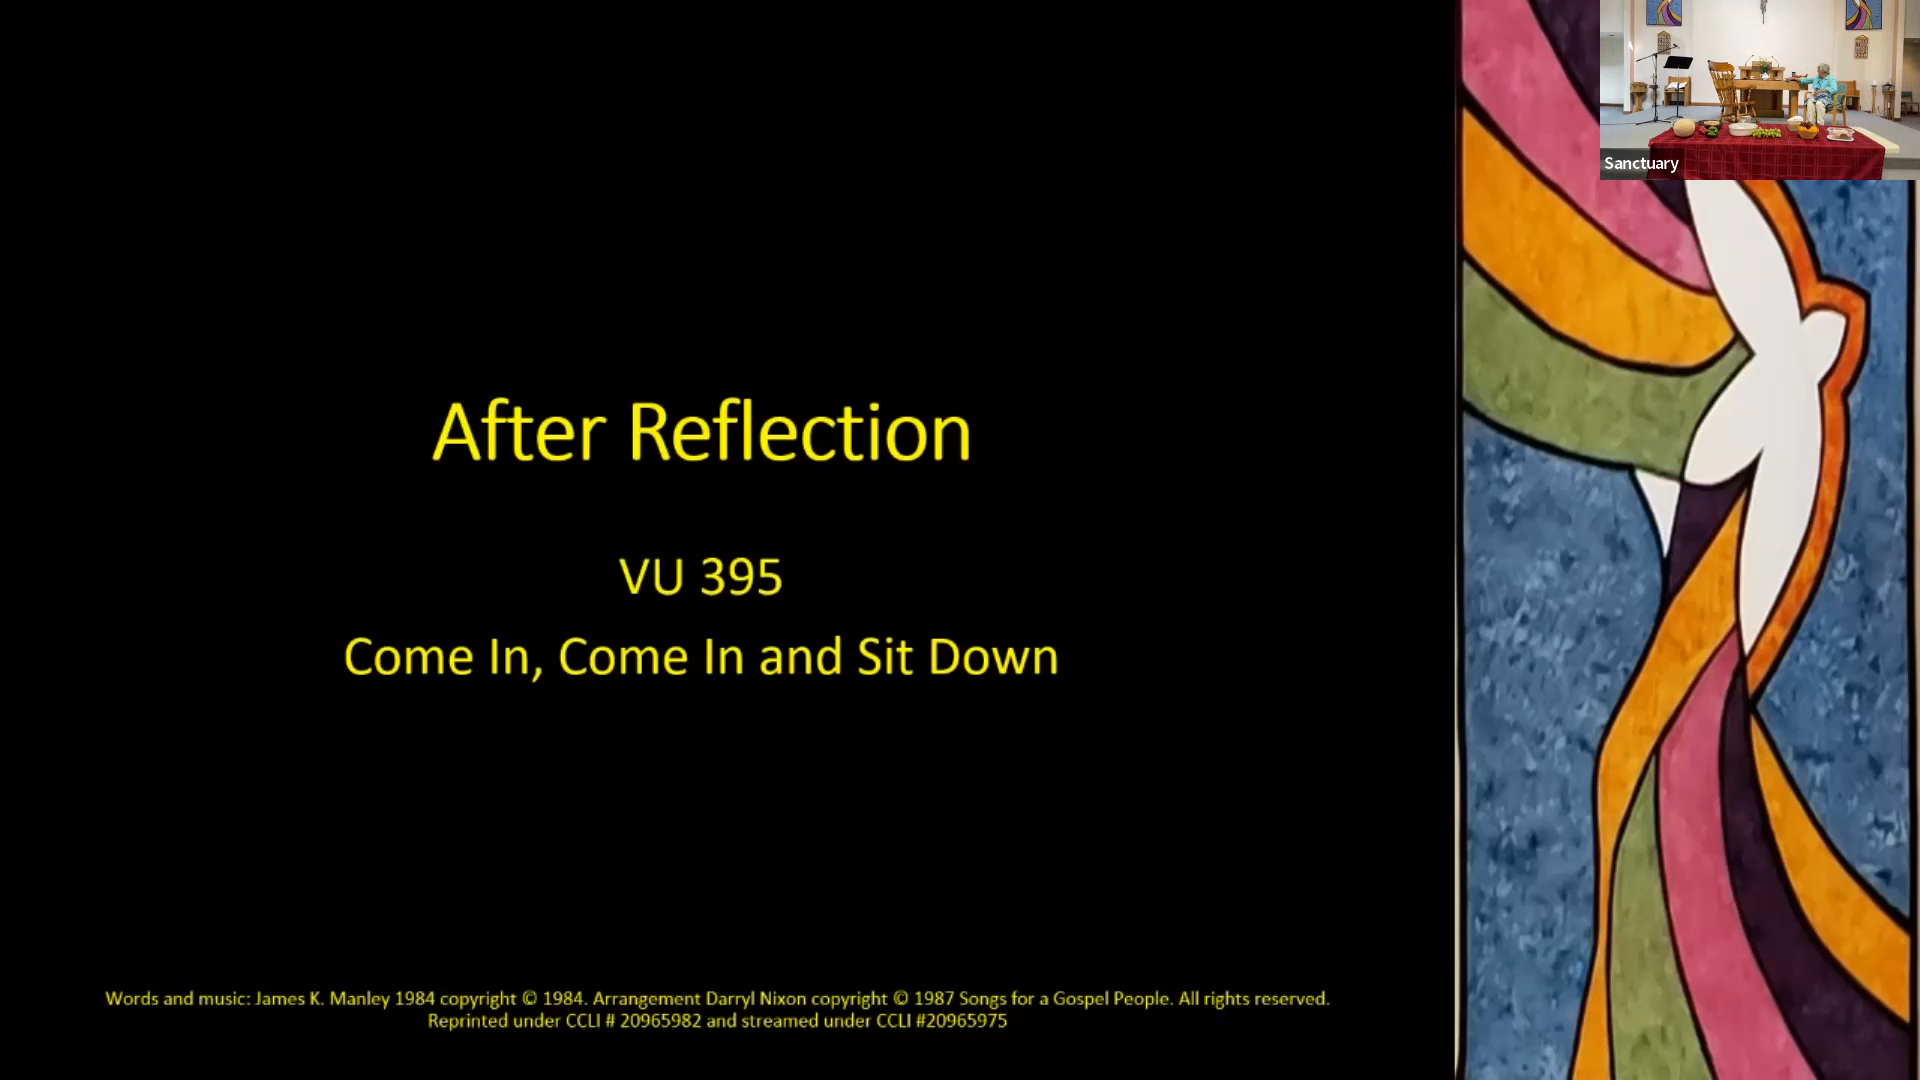 After Reflection
VU 395
Come In, Come In and Sit Down
Words and music: James K. Manley 1984 copyright © 1984. Arrangement Darryl Nixon copyright © 1987 Songs for a Gospel People. All rights reserved.
Reprinted under CCLI # 20965982 and streamed under CCLI #20965975
Sanctuary